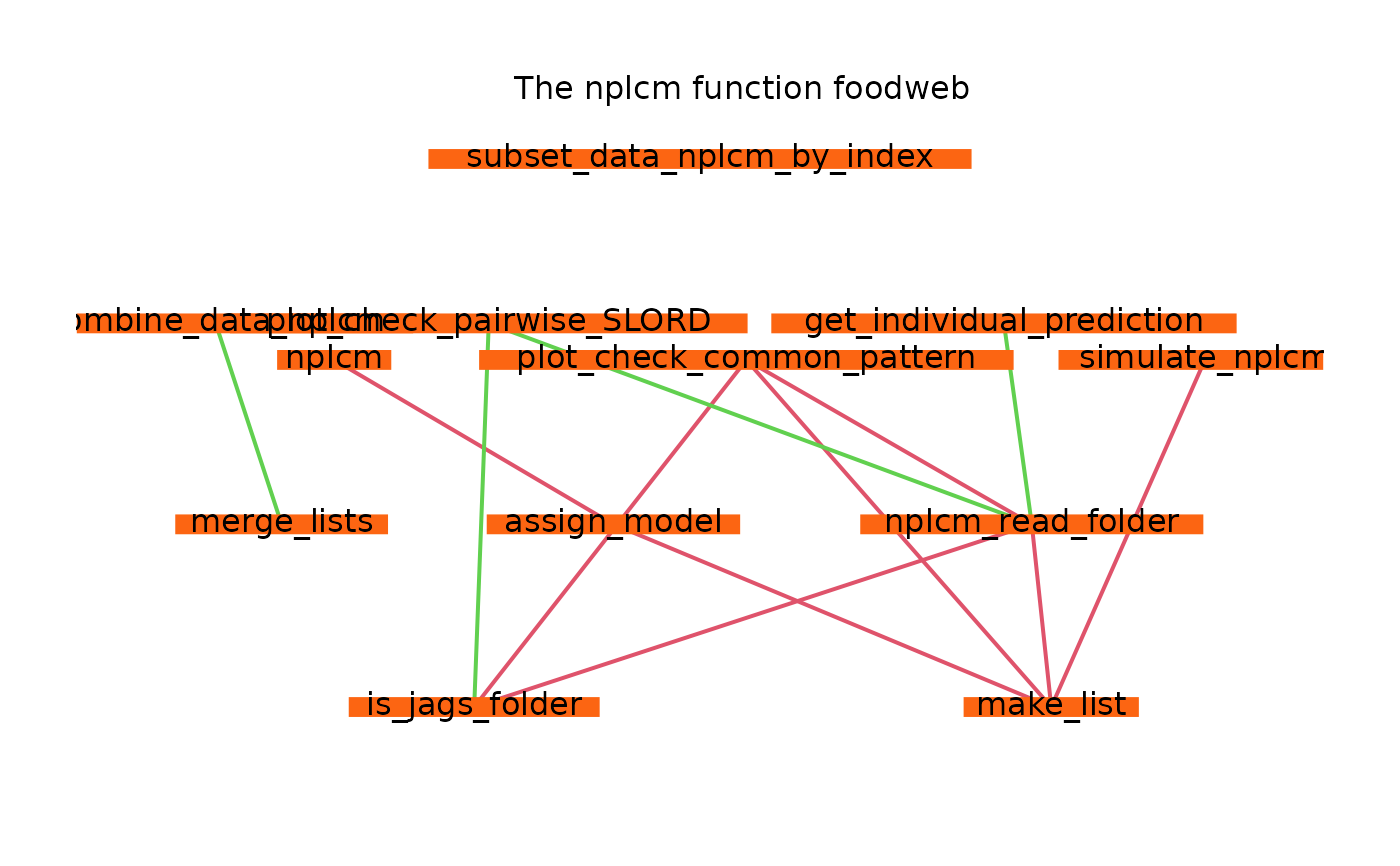 The nplcm function foodweb
subset_data_nplcm_by_index
ombine_data_nplcm plot_check_pairwise_SLORD get_individual_prediction
nplcm plot_check_common_pattern simulate_nplcm
merge_lists assign_model nplcm_read_folder
is_jags_folder make_list